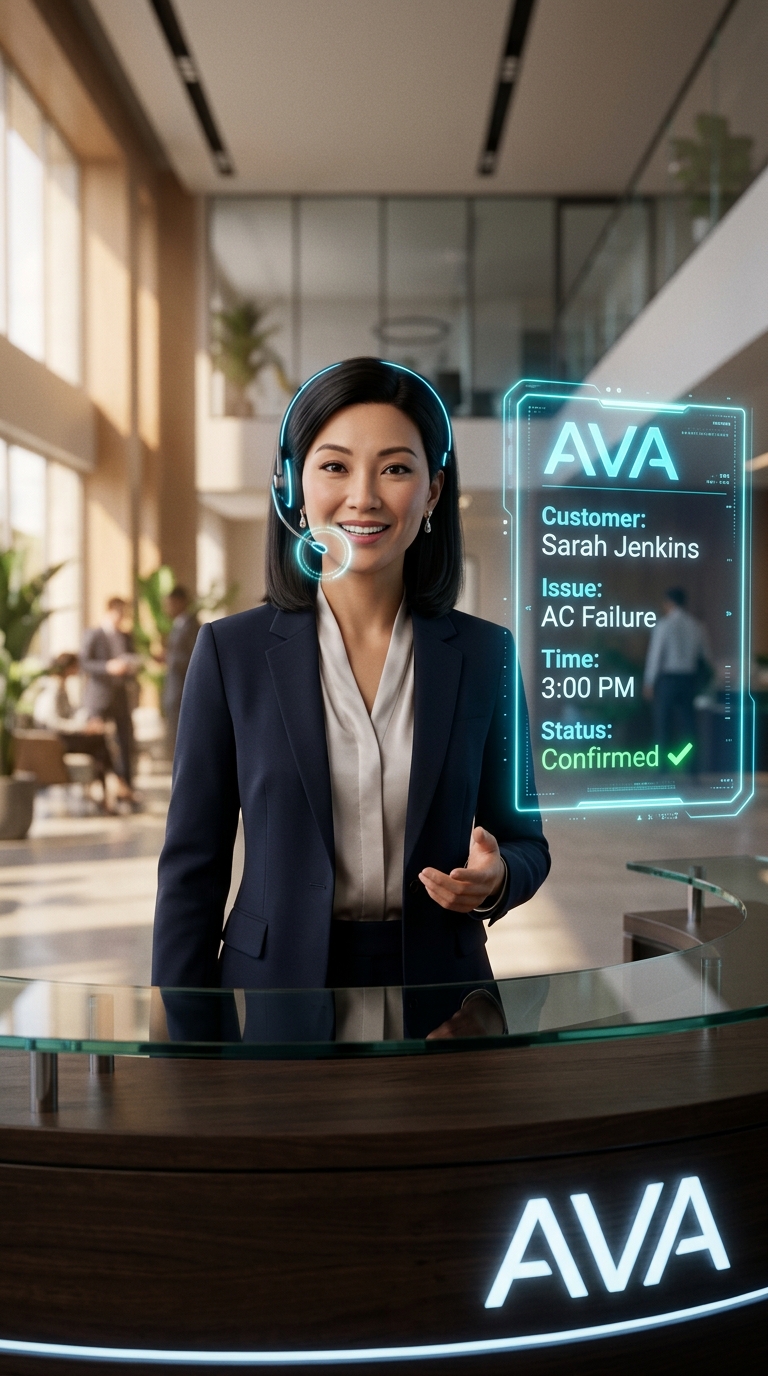 AVA
Customer:
Sarah Jenkins
Issue:
AC Failure
Time:
3:00 PM
Status:
Confirmed ✓
AVA